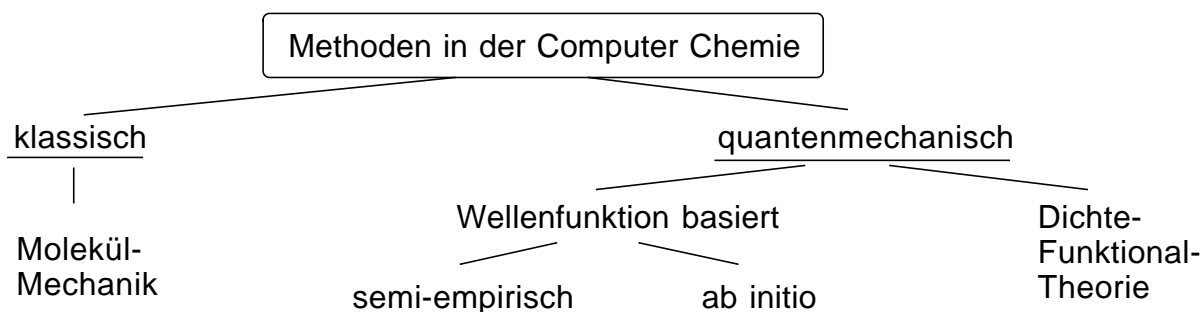 Methoden in der Computer Chemie
klassisch
quantenmechanisch
Wellenfunktion basiert
Dichte-
Funktional-
Theorie
Molekül-
Mechanik
semi-empirisch
ab initio